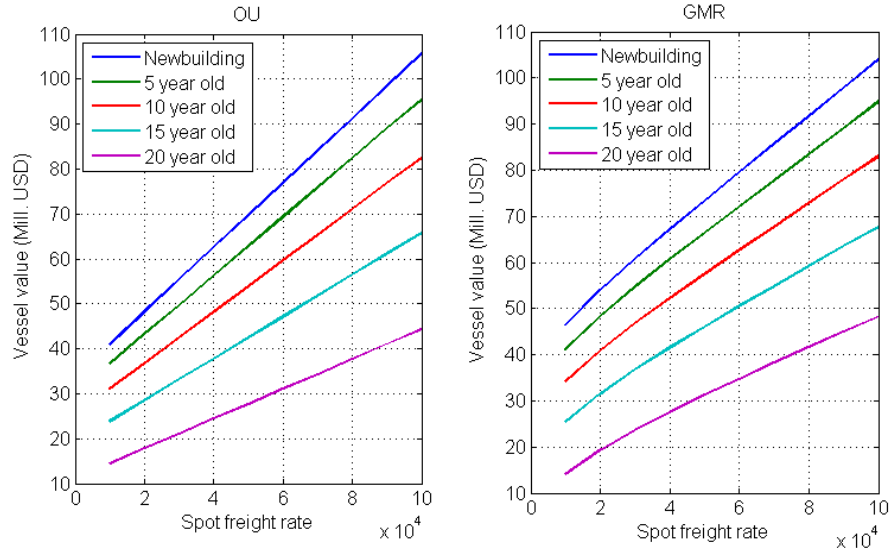 OU
110
100
90
80
70
60
50
40
30
20
10
0
2
4
6
8
10
x 10^4
Vessel value (Mill. USD)
Spot freight rate
Newbuilding
5 year old
10 year old
15 year old
20 year old
GMR
110
100
90
80
70
60
50
40
30
20
10
0
2
4
6
8
10
x 10^4
Vessel value (Mill. USD)
Spot freight rate
Newbuilding
5 year old
10 year old
15 year old
20 year old